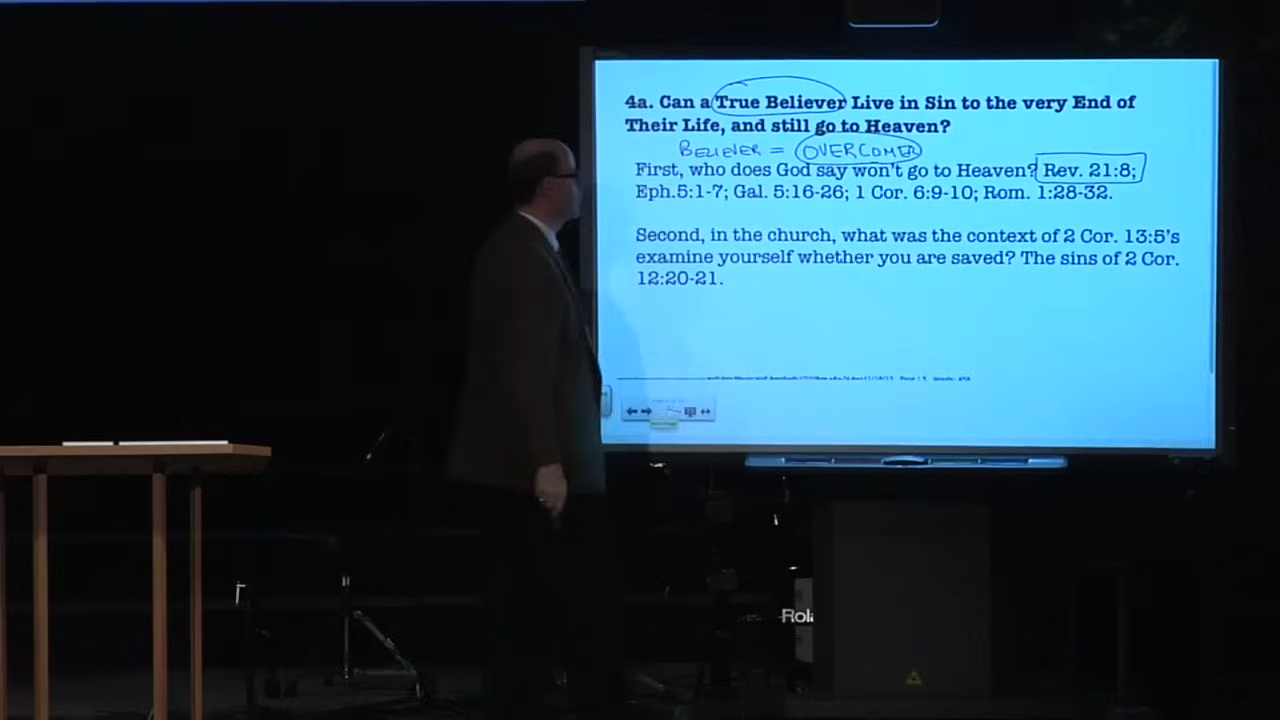 4a. Can a True Believer Live in Sin to the very End of
Their Life, and still go to Heaven?
BELIEVER = OVERCOMER
First, who does God say won't go to Heaven? Rev. 21:8;
Eph.5:1-7; Gal. 5:16-26; 1 Cor. 6:9-10; Rom. 1:28-32.
Second, in the church, what was the context of 2 Cor. 13:5's
examine yourself whether you are saved? The sins of 2 Cor.
12:20-21.
Rola